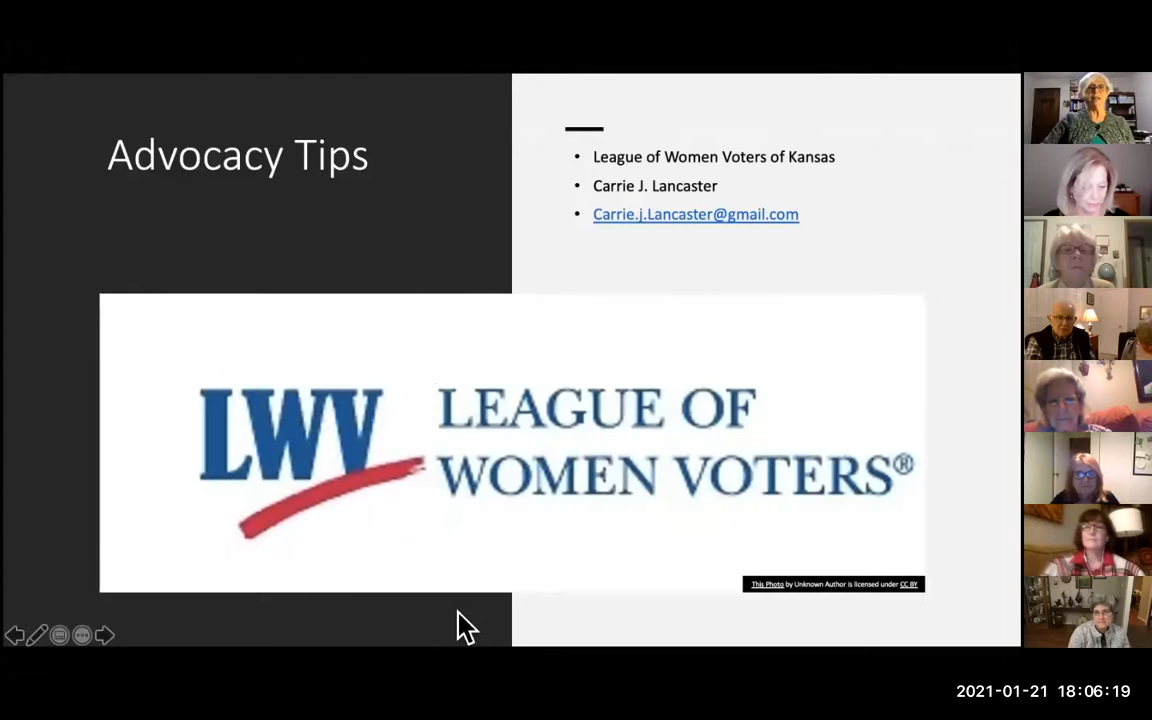 Advocacy Tips
• League of Women Voters of Kansas
• Carrie J. Lancaster
• Carrie.j.Lancaster@gmail.com
LWV
LEAGUE OF
WOMEN VOTERS®
This Photo by Unknown Author is licensed under CC BY
2021-01-21 18:06:19